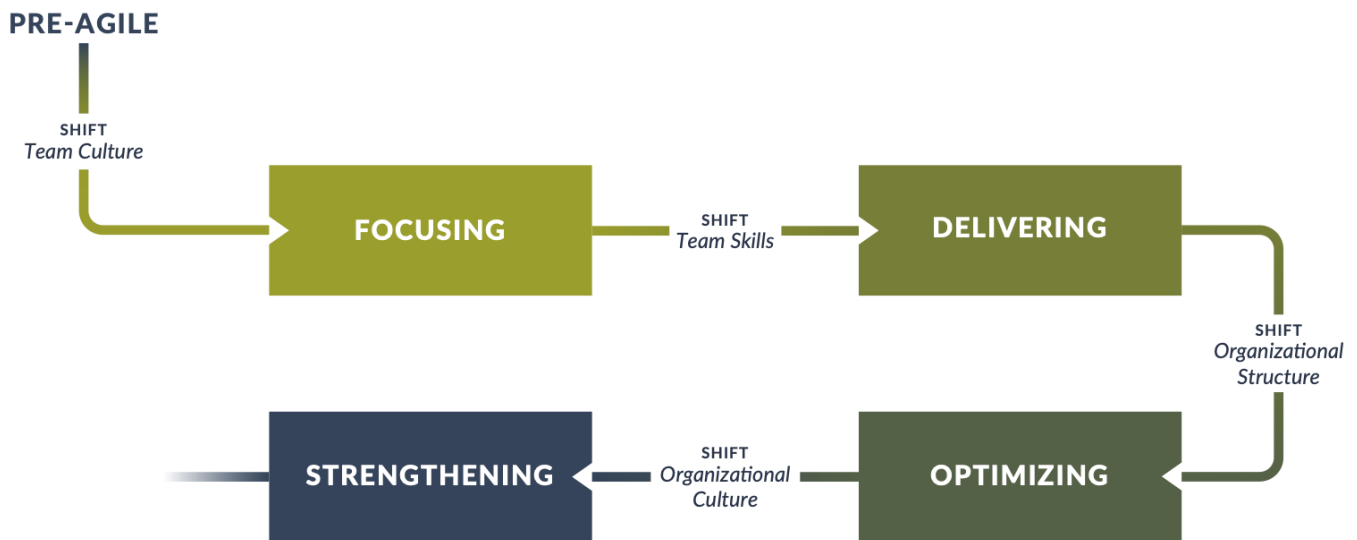 PRE-AGILE
SHIFT
Team Culture
FOCUSING
SHIFT
Team Skills
DELIVERING
SHIFT
Organizational
Structure
OPTIMIZING
SHIFT
Organizational
Culture
STRENGTHENING